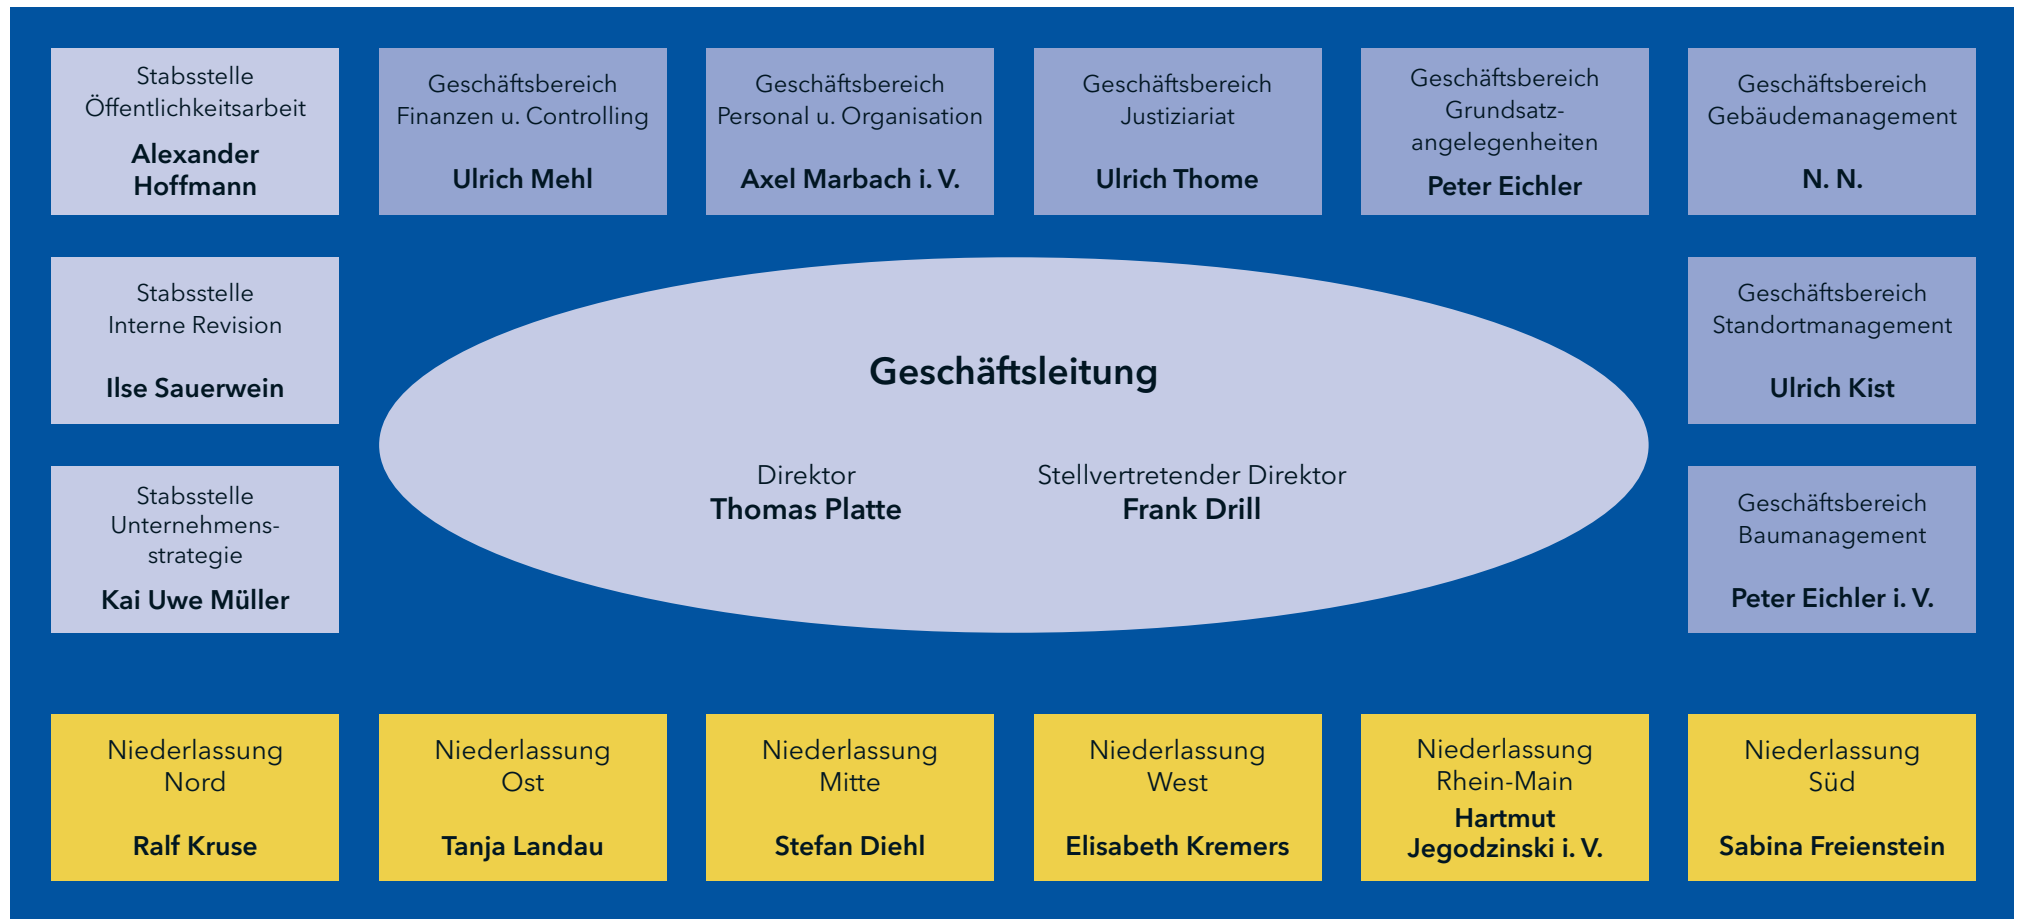 Stabsstelle
Öffentlichkeitsarbeit
Alexander
Hoffmann
Geschäftsbereich
Finanzen u. Controlling
Ulrich Mehl
Geschäftsbereich
Personal u. Organisation
Axel Marbach i. V.
Geschäftsbereich
Justiziariat
Ulrich Thome
Geschäftsbereich
Grundsatz-
angelegenheiten
Peter Eichler
Geschäftsbereich
Gebäudemanagement
N. N.
Stabsstelle
Interne Revision
Ilse Sauerwein
Geschäftsleitung
Direktor
Thomas Platte
Stellvertretender Direktor
Frank Drill
Geschäftsbereich
Standortmanagement
Ulrich Kist
Stabsstelle
Unternehmens-
strategie
Kai Uwe Müller
Geschäftsbereich
Baumanagement
Peter Eichler i. V.
Niederlassung
Nord
Ralf Kruse
Niederlassung
Ost
Tanja Landau
Niederlassung
Mitte
Stefan Diehl
Niederlassung
West
Elisabeth Kremers
Niederlassung
Rhein-Main
Hartmut
Jegodzinski i. V.
Niederlassung
Süd
Sabina Freienstein